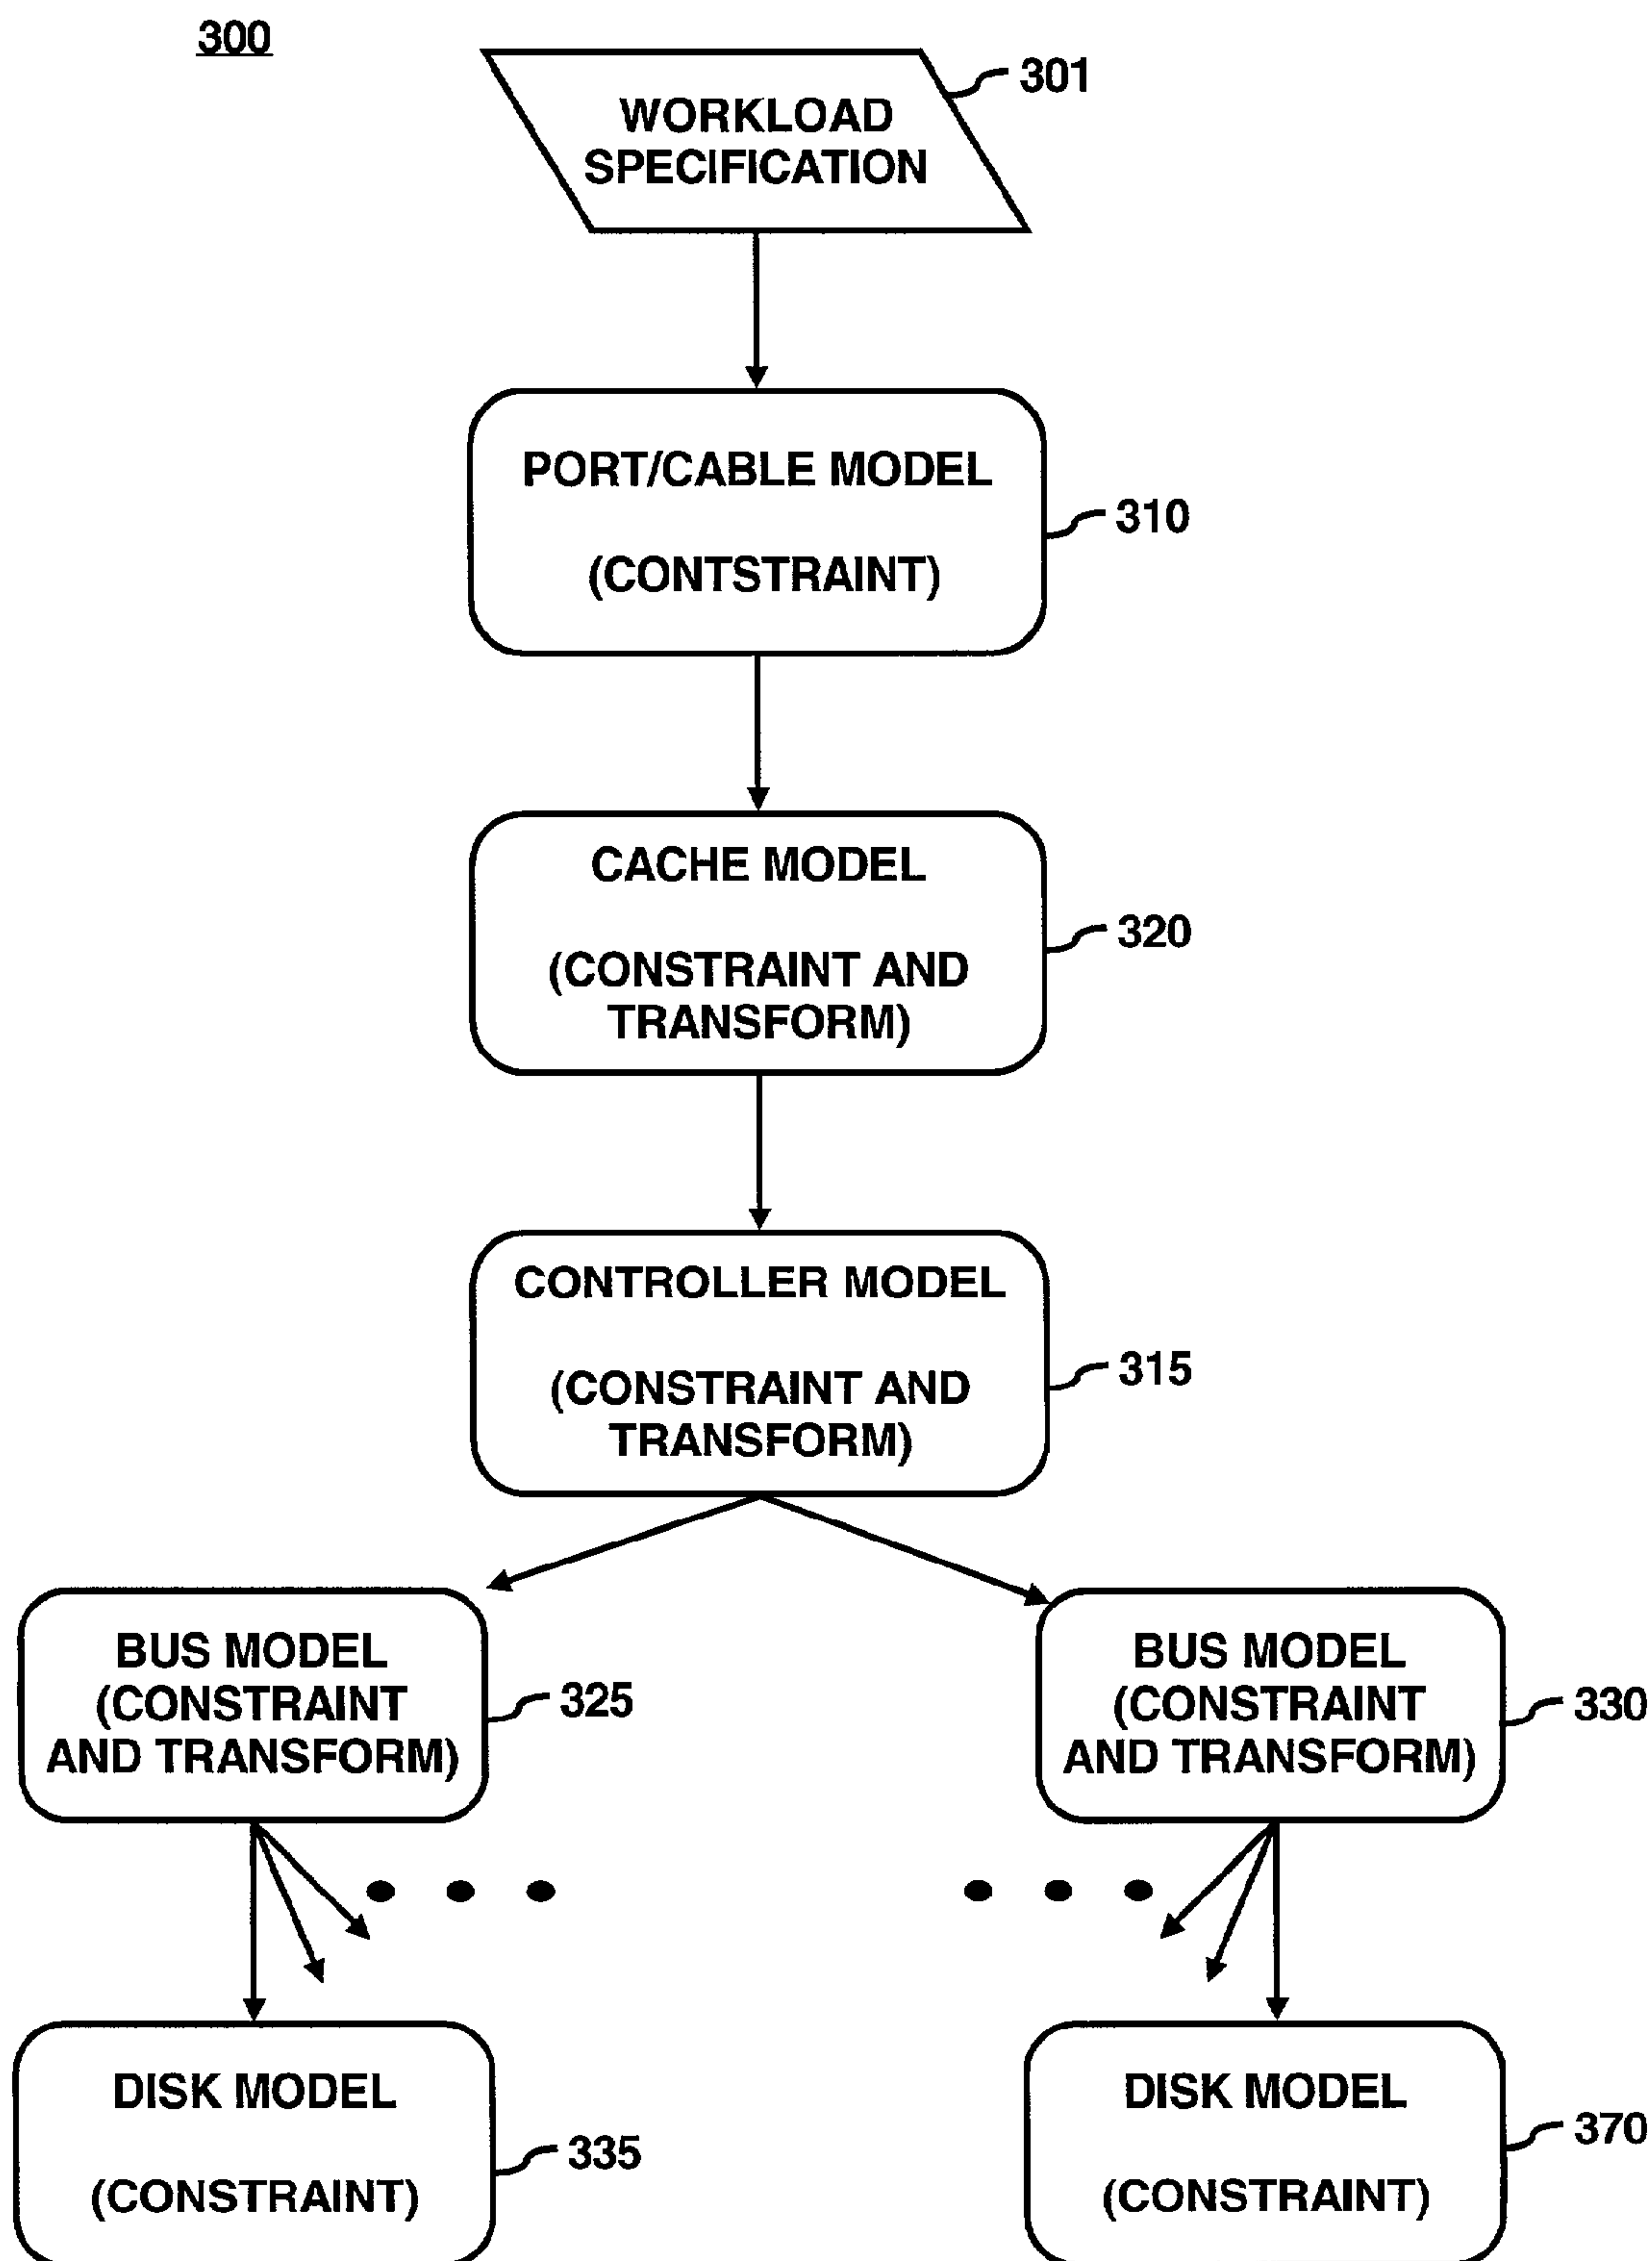 300
301
WORKLOAD
SPECIFICATION
PORT/CABLE MODEL
310
(CONTSTRAINT)
CACHE MODEL
320
(CONSTRAINT AND
TRANSFORM)
CONTROLLER MODEL
315
(CONSTRAINT AND
TRANSFORM)
BUS MODEL
(CONSTRAINT
AND TRANSFORM)
325
BUS MODEL
(CONSTRAINT
AND TRANSFORM)
330
DISK MODEL
335
(CONSTRAINT)
DISK MODEL
370
(CONSTRAINT)